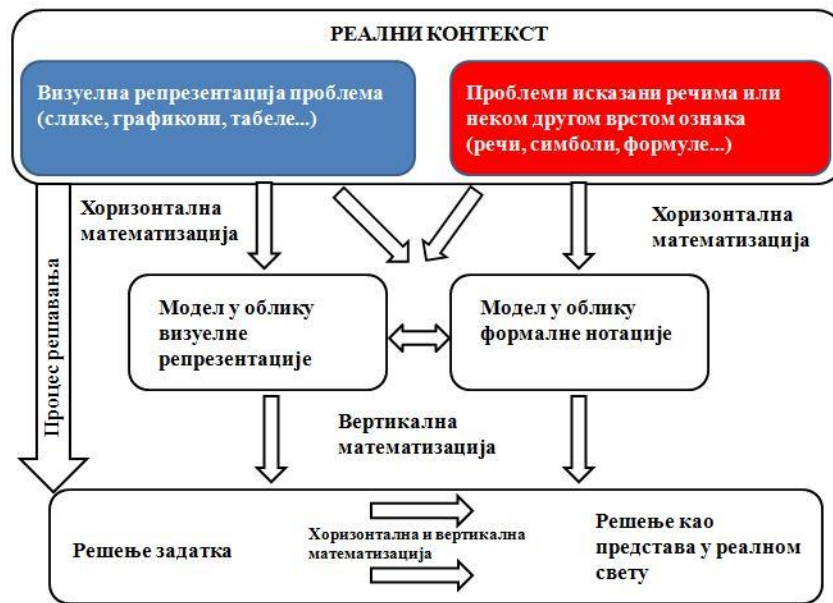 РЕАЛНИ КОНТЕКСТ
Визуелна репрезентација проблема
(слике, графикони, табеле...)
Проблеми исказани речима или
неком другом врстом ознака
(речи, симболи, формуле...)
Хоризонтална
математизација
Хоризонтална
математизација
Процес решавања
Модел у облику
визуелне
репрезентације
Модел у облику
формалне нотације
Вертикална
математизација
Решење задатка
Хоризонтална и вертикална
математизација
Решење као
представа у реалном
свету